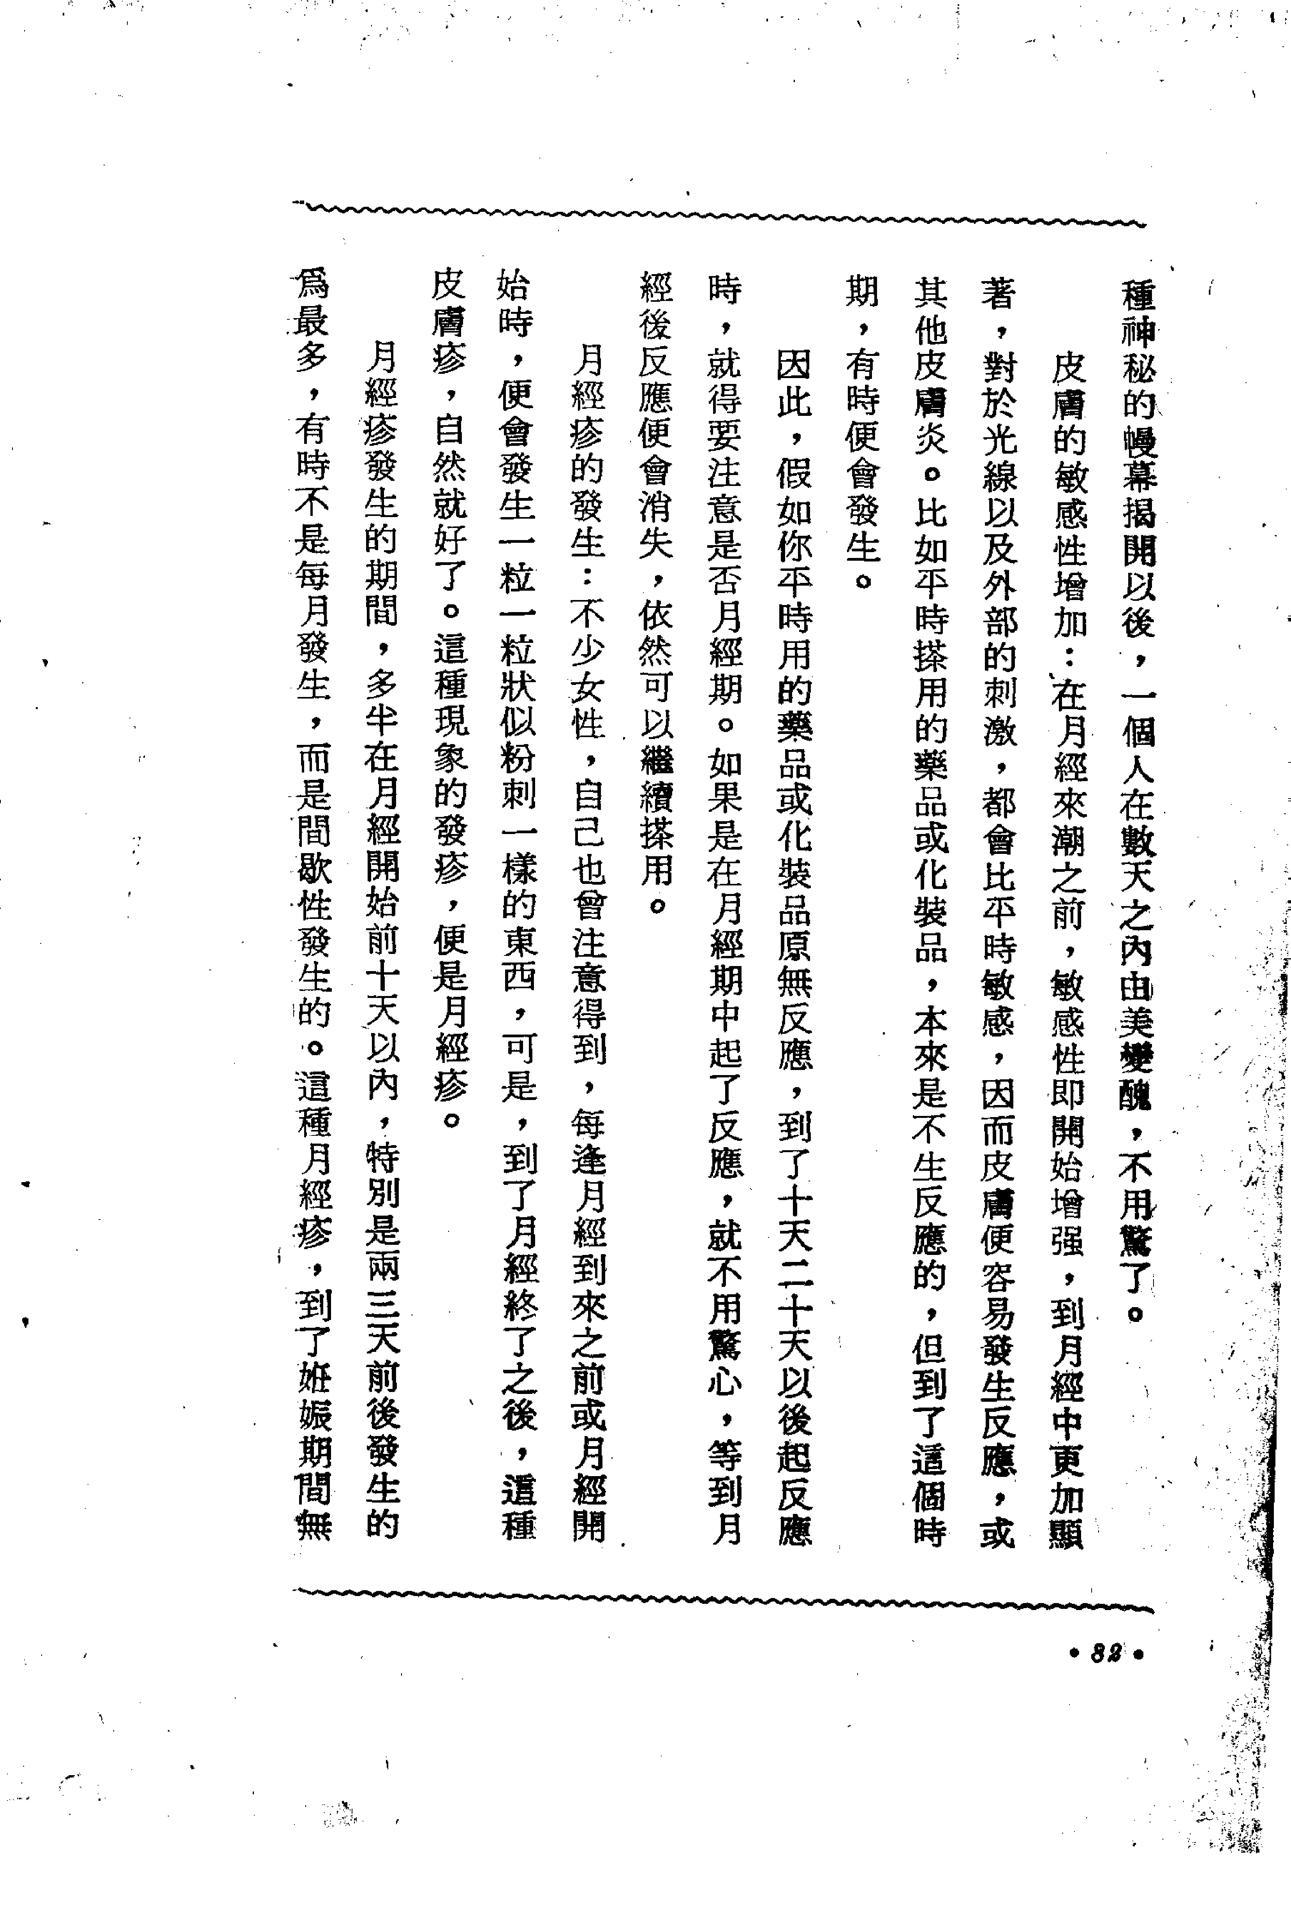 種神秘的幔幕揭開以後，一個人在數天之內由美變醜，不用驚了。
皮膚的敏感性增加：在月經來潮之前，敏感性即開始增强，到月經中更加顯
著，對於光線以及外部的刺激，都會比平時敏感，因而皮膚便容易發生反應，或
其他皮膚炎。比如平時搽用的藥品或化裝品，本來是不生反應的，但到了這個時
期，有時便會發生。
因此，假如你平時用的藥品或化裝品原無反應，到了十天二十天以後起反應
時，就得要注意是否月經期。如果是在月經期中起了反應，就不用驚心，等到月
經後反應便會消失，依然可以繼續搽用。
月經疹的發生：不少女性，自己也曾注意得到，每逢月經到來之前或月經開
始時，便會發生一粒一粒狀似粉刺一樣的東西，可是，到了月經終了之後，這種
皮膚疹，自然就好了。這種現象的發疹，便是月經疹。
月經疹發生的期間，多半在月經開始前十天以內，特別是兩三天前後發生的
爲最多，有時不是每月發生，而是間歇性發生的。這種月經疹，到了姙娠期間無
•32•